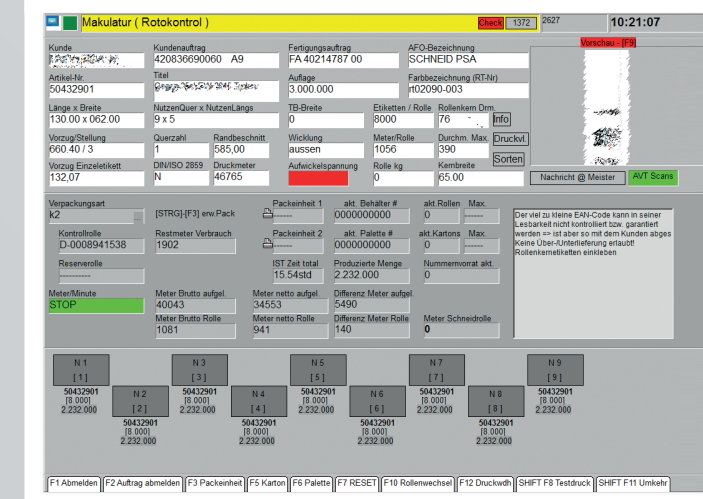 Makulatur ( Rotokontrol )
Check 1372 2627 10:21:07
Kunde Kundenauftrag Fertigungsauftrag AFO-Bezeichnung
420836690060 A9 FA 40214787 00 SCHNEID PSA
Vorschau - [F9]
Artikel-Nr. Titel Auflage Farbbezeichnung (RT-Nr)
50432901 3.000.000 rt02090-003
Länge x Breite NutzenQuer x NutzenLängs TB-Breite Etiketten / Rolle Rollenkern Drm.
130.00 x 062.00 9 x 5 0 8000 76 Info
Vorzug/Stellung Querzahl Randbeschnitt Wicklung Meter/Rolle Durchm. Max. Druckvl.
660.40 / 3 1 585,00 aussen 1056 390
Vorzug Einzeletikett DIN/ISO 2859 Druckmeter Aufwickelspannung Rolle kg Kernbreite Sorten
132,07 N 46765 0 65.00
Nachricht @ Meister AVT Scans
Verpackungsart Packeinheit 1 akt. Behälter # akt Rollen Max.
k2 ... [STRG]-[F3] erw.Pack ------ 0000000000 0 ------
Kontrollrolle Restmeter Verbrauch Packeinheit 2 akt. Palette # akt.Kartons Max.
D-0008941538 1902 ------ 0000000000 0 ------
Reserverolle IST Zeit total Produzierte Menge Nummernvorrat akt.
---------- 15.54std 2.232.000 0
Meter/Minute Meter Brutto aufgel. Meter netto aufgel. Differenz Meter aufgel.
STOP 40043 34553 5490
Meter Brutto Rolle Meter netto Rolle Differenz Meter Rolle Meter Schneidrolle
1081 941 140 0
Der viel zu kleine EAN-Code kann in seiner
Lesbarkeit nicht kontrolliert bzw. garantiert
werden => ist aber so mit dem Kunden abges
Keine Über-/Unterlieferung erlaubt!
Rollenkernetiketten einkleben
N 1 N 3 N 5 N 7 N 9
[ 1 ] [ 3 ] [ 5 ] [ 7 ] [ 9 ]
50432901 50432901 50432901 50432901 50432901
[8.000] [8.000] [8.000] [8.000] [8.000]
2.232.000 2.232.000 2.232.000 2.232.000 2.232.000
N 2 N 4 N 6 N 8
[ 2 ] [ 4 ] [ 6 ] [ 8 ]
50432901 50432901 50432901 50432901
[8.000] [8.000] [8.000] [8.000]
2.232.000 2.232.000 2.232.000 2.232.000
F1 Abmelden F2 Auftrag abmelden F3 Packeinheit F5 Karton F6 Palette F7 RESET F10 Rollenwechsel F12 Druckwdh SHIFT F8 Testdruck SHIFT F11 Umkehr